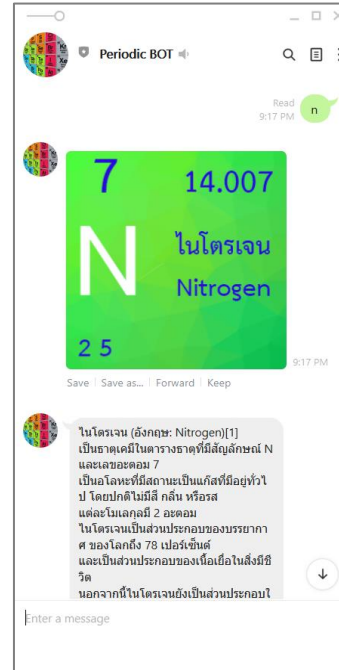 Periodic BOT
Read
9:17 PM
n
7
14.007
N
ไนโตรเจน
Nitrogen
2 5
9:17 PM
Save Save as... Forward Keep
ไนโตรเจน (อังกฤษ: Nitrogen)[1]
เป็นธาตุเคมีในตารางธาตุที่มีสัญลักษณ์ N
และเลขอะตอม 7
เป็นอโลหะที่มีสถานะเป็นแก๊สที่มีอยู่ทั่วไ
ป โดยปกติไม่มีสี กลิ่น หรือรส
แต่ละโมเลกุลมี 2 อะตอม
ไนโตรเจนเป็นส่วนประกอบของบรรยากา
ศ ของโลกถึง 78 เปอร์เซ็นต์
และเป็นส่วนประกอบของเนื้อเยื่อในสิ่งมีชี
วิต
นอกจากนี้ไนโตรเจนยังเป็นส่วนประกอบใ
Enter a message